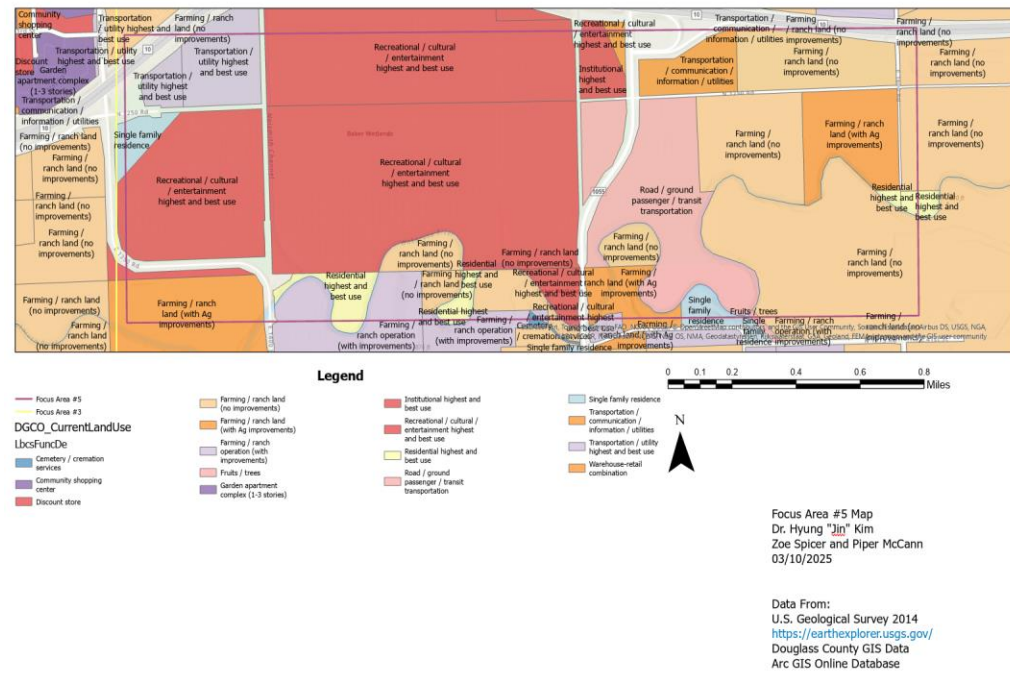 Community
shopping
center
Transportation
/ utility highest and
best use
Farming / ranch
land (no
improvements)
Transportation / utility
highest and best use
Discount
store
Garden
apartment complex
(1-3 stories)
Transportation /
communication /
information / utilities
Transportation /
utility highest
and best use
Transportation /
utility highest
and best use
Recreational / cultural
/ entertainment
highest and best use
Recreational / cultural
/ entertainment
highest and best use
Institutional
highest
and best use
Transportation /
communication /
information / utilities
Farming /
ranch land (no
improvements)
Farming / ranch
land (no
improvements)
Transportation /
communication /
information / utilities
Farming /
ranch land (no
improvements)
Farming /
ranch land (no
improvements)
10
10
10
Farming / ranch land
(no improvements)
Single family
residence
Farming /
ranch land (no
improvements)
Farming /
ranch land (no
improvements)
Farming /
ranch land (no
improvements)
Recreational / cultural
/ entertainment
highest and best use
Baker Wetlands
Recreational / cultural
/ entertainment
highest and best use
1055
Road / ground
passenger / transit
transportation
Farming /
ranch land (no
improvements)
Farming / ranch
land (with Ag
improvements)
Farming /
ranch land (no
improvements)
Residential
highest and
best use
Residential
highest and
best use
Farming /
ranch land (no
improvements)
Farming / ranch land
(no improvements)
Farming /
ranch land (no
improvements)
Farming / ranch
land (with Ag
improvements)
Residential
highest and
best use
Farming /
ranch land (no
improvements)
Farming / ranch land
(no improvements)
Farming /
ranch land (no
improvements)
Single
family
residence
Fruits / trees
Farming /
ranch operation
(with improvements)
Single family residence
Legend
Focus Area #5
Focus Area #3
DGCO_CurrentLandUse
LbcsFuncDe
Cemetery / cremation
services
Community shopping
center
Discount store
Farming / ranch land
(no improvements)
Farming / ranch land
(with Ag improvements)
Farming / ranch
operation (with
improvements)
Fruits / trees
Garden apartment
complex (1-3 stories)
Institutional highest and
best use
Recreational / cultural /
entertainment highest
and best use
Residential highest and
best use
Road / ground
passenger / transit
transportation
Single family residence
Transportation /
communication /
information / utilities
Transportation / utility
highest and best use
Warehouse-retail
combination
0 0.1 0.2 0.4 0.6 0.8
Miles
N
Focus Area #5 Map
Dr. Hyung "Jin" Kim
Zoe Spicer and Piper McCann
03/10/2025
Data From:
U.S. Geological Survey 2014
https://earthexplorer.usgs.gov/
Douglass County GIS Data
Arc GIS Online Database